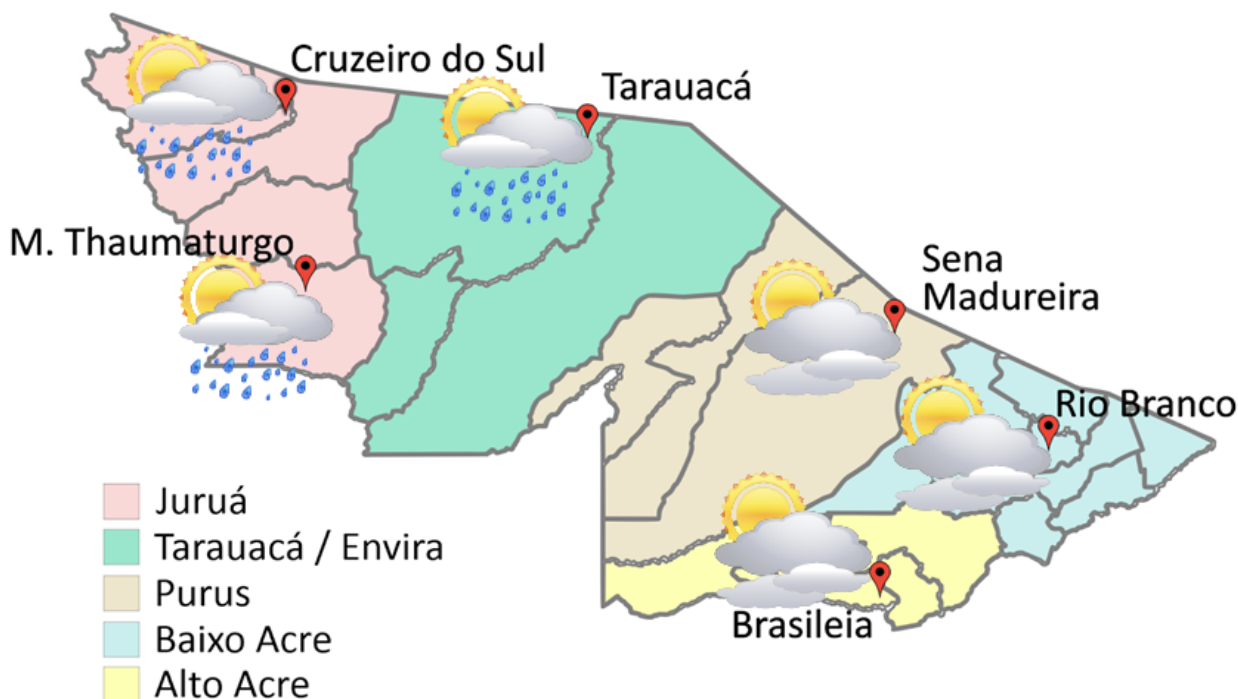 Cruzeiro do Sul
Tarauacá
M. Thaumaturgo
Sena
Madureira
Rio Branco
Brasileia
Juruá
Tarauacá / Envira
Purus
Baixo Acre
Alto Acre